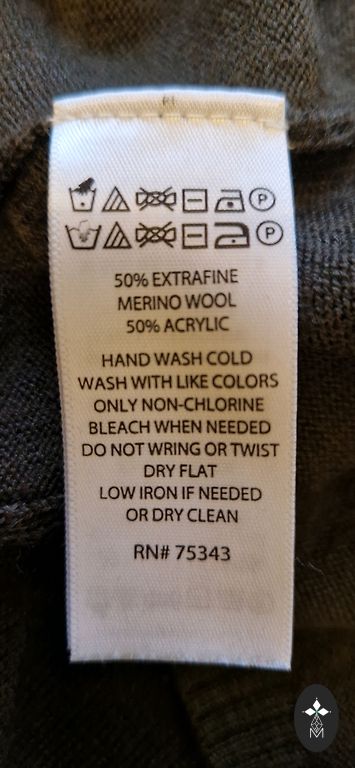 P
P
50% EXTRAFINE
MERINO WOOL
50% ACRYLIC
HAND WASH COLD
WASH WITH LIKE COLORS
ONLY NON-CHLORINE
BLEACH WHEN NEEDED
DO NOT WRING OR TWIST
DRY FLAT
LOW IRON IF NEEDED
OR DRY CLEAN
RN# 75343
M